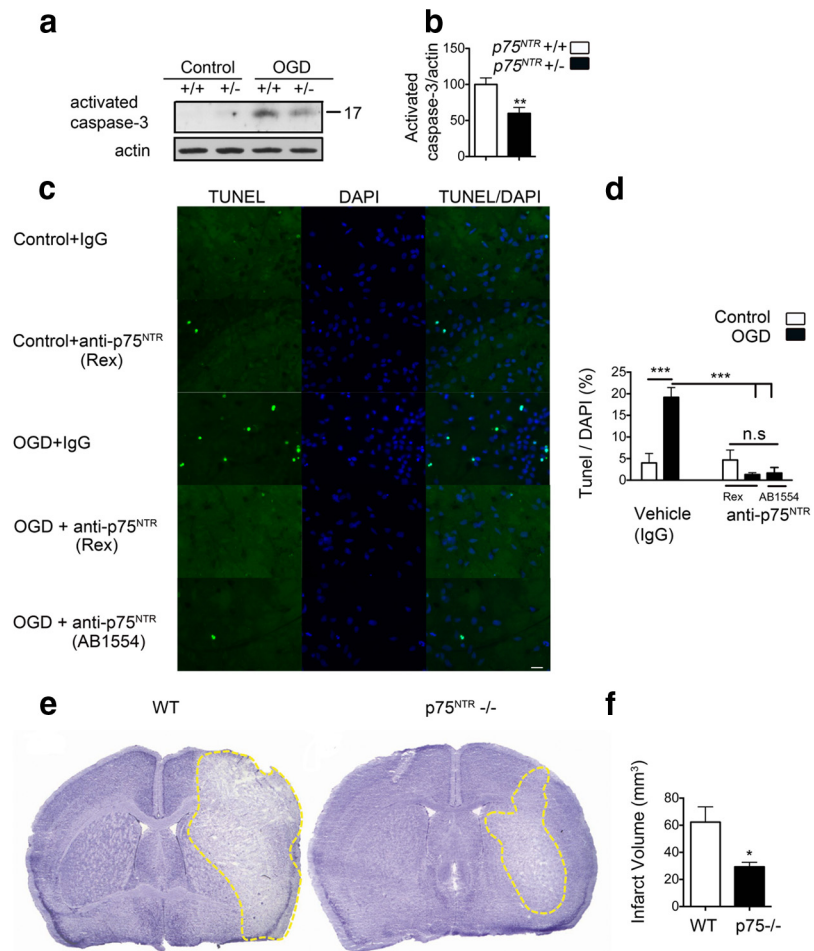 a
Control OGD
+/+ +/- +/+ +/-
activated
caspase-3
17
actin
b
p75NTR +/+
p75NTR +/-
Activated
caspase-3/actin
150
100
50
0
**
c
TUNEL DAPI TUNEL/DAPI
Control+IgG
Control+anti-p75NTR
(Rex)
OGD+IgG
OGD + anti-p75NTR
(Rex)
OGD + anti-p75NTR
(AB1554)
d
Control
OGD
Tunel / DAPI (%)
25
20
15
10
5
0
*** ***
n.s
Rex AB1554
Vehicle
(IgG)
anti-p75NTR
e
WT p75NTR -/-
f
Infarct Volume (mm3)
80
60
40
20
0
*
WT p75-/-